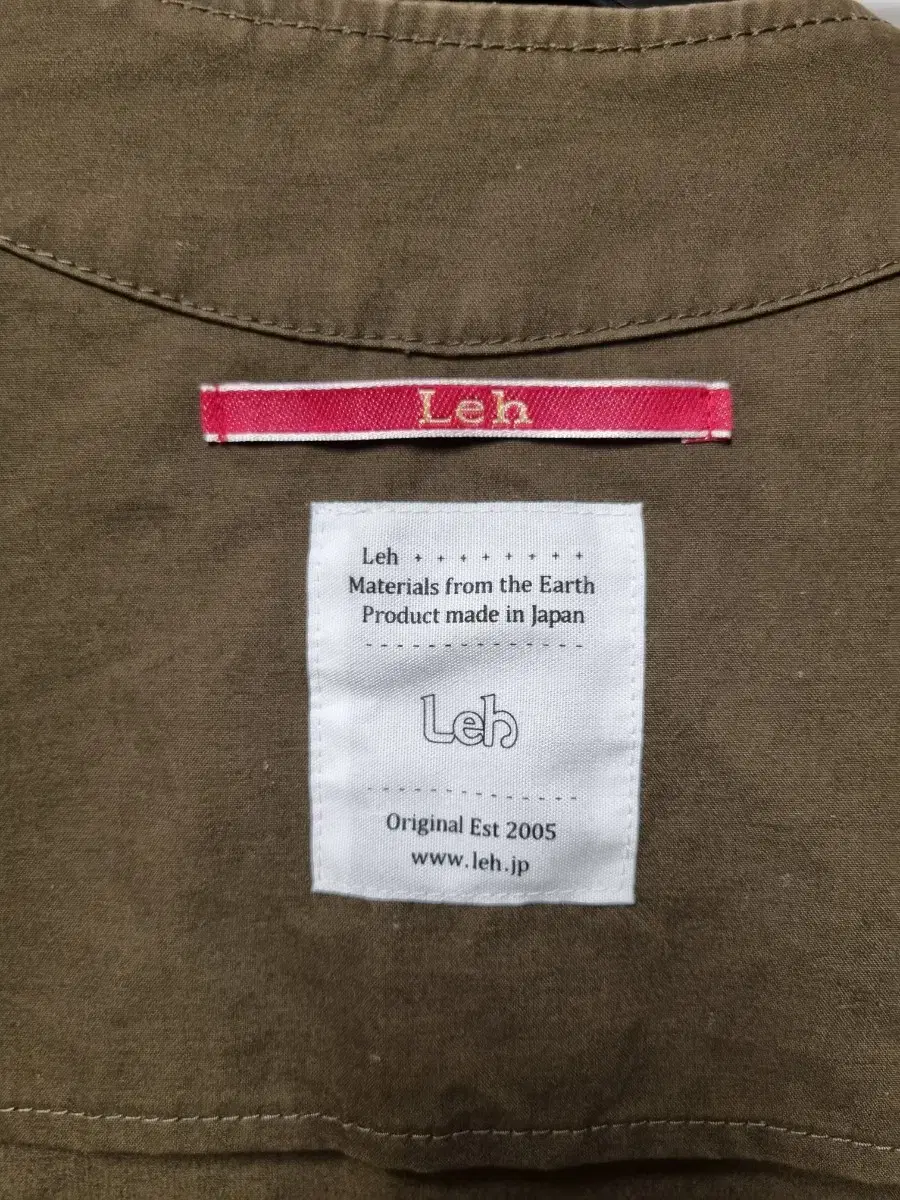 Leh
Leh + + + + + + + +
Materials from the Earth
Product made in Japan
- - - - - - - - - - - - - -
Leh
- - - - - - - - - - - - - -
Original Est 2005
www.leh.jp